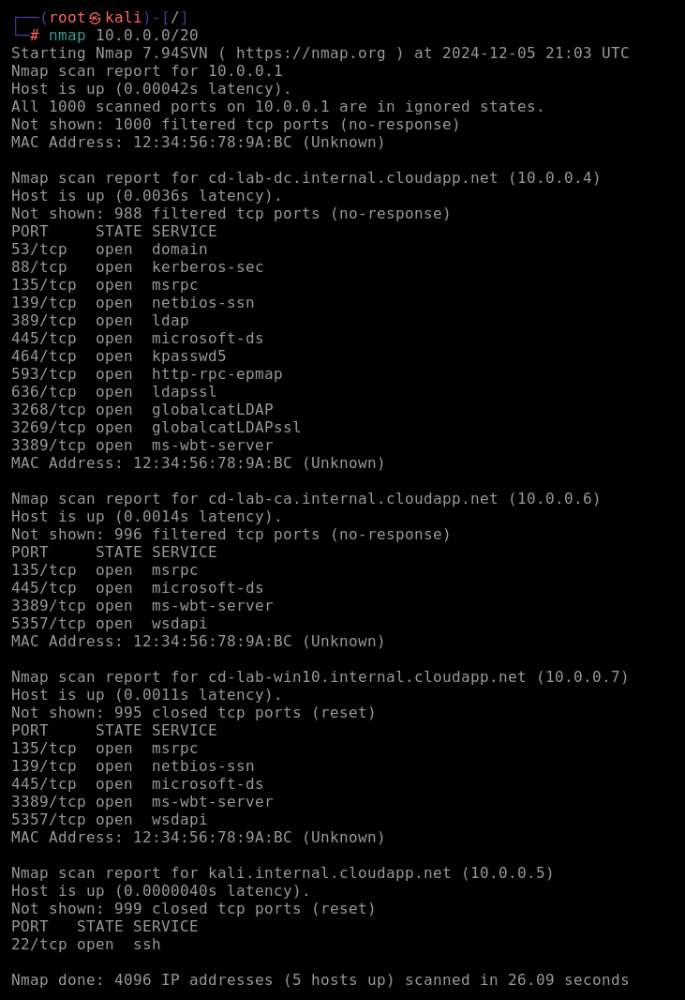 ┌──(root㉿kali)-[/]
└─# nmap 10.0.0.0/20
Starting Nmap 7.94SVN ( https://nmap.org ) at 2024-12-05 21:03 UTC
Nmap scan report for 10.0.0.1
Host is up (0.00042s latency).
All 1000 scanned ports on 10.0.0.1 are in ignored states.
Not shown: 1000 filtered tcp ports (no-response)
MAC Address: 12:34:56:78:9A:BC (Unknown)

Nmap scan report for cd-lab-dc.internal.cloudapp.net (10.0.0.4)
Host is up (0.0036s latency).
Not shown: 988 filtered tcp ports (no-response)
PORT     STATE SERVICE
53/tcp   open  domain
88/tcp   open  kerberos-sec
135/tcp  open  msrpc
139/tcp  open  netbios-ssn
389/tcp  open  ldap
445/tcp  open  microsoft-ds
464/tcp  open  kpasswd5
593/tcp  open  http-rpc-epmap
636/tcp  open  ldapssl
3268/tcp open  globalcatLDAP
3269/tcp open  globalcatLDAPssl
3389/tcp open  ms-wbt-server
MAC Address: 12:34:56:78:9A:BC (Unknown)

Nmap scan report for cd-lab-ca.internal.cloudapp.net (10.0.0.6)
Host is up (0.0014s latency).
Not shown: 996 filtered tcp ports (no-response)
PORT     STATE SERVICE
135/tcp  open  msrpc
445/tcp  open  microsoft-ds
3389/tcp open  ms-wbt-server
5357/tcp open  wsdapi
MAC Address: 12:34:56:78:9A:BC (Unknown)

Nmap scan report for cd-lab-win10.internal.cloudapp.net (10.0.0.7)
Host is up (0.0011s latency).
Not shown: 995 closed tcp ports (reset)
PORT     STATE SERVICE
135/tcp  open  msrpc
139/tcp  open  netbios-ssn
445/tcp  open  microsoft-ds
3389/tcp open  ms-wbt-server
5357/tcp open  wsdapi
MAC Address: 12:34:56:78:9A:BC (Unknown)

Nmap scan report for kali.internal.cloudapp.net (10.0.0.5)
Host is up (0.0000040s latency).
Not shown: 999 closed tcp ports (reset)
PORT   STATE SERVICE
22/tcp open  ssh

Nmap done: 4096 IP addresses (5 hosts up) scanned in 26.09 seconds